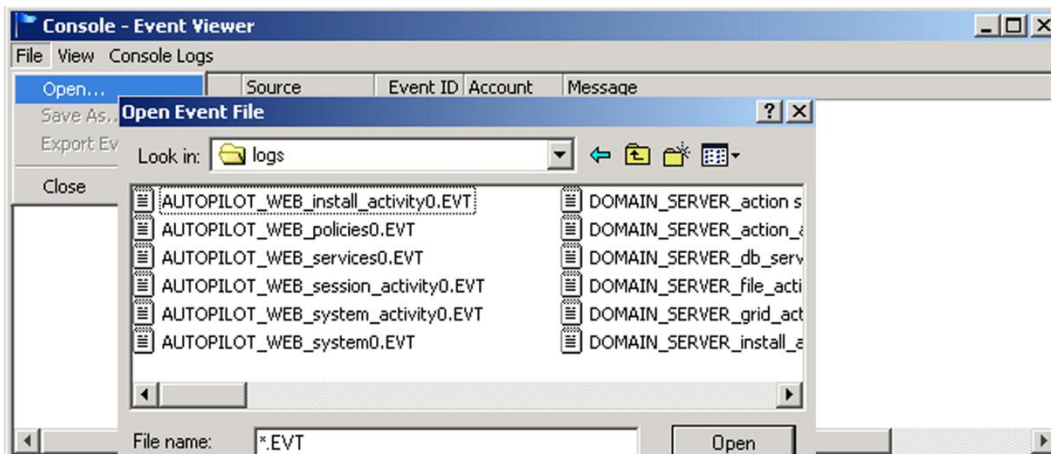 Console - Event Viewer
File View Console Logs
Open... Source Event ID Account Message
Save As.. Open Event File
Export Ev
Look in: logs
Close
AUTOPILOT_WEB_install_activity0.EVT DOMAIN_SERVER_action s
AUTOPILOT_WEB_policies0.EVT DOMAIN_SERVER_action_
AUTOPILOT_WEB_services0.EVT DOMAIN_SERVER_db_serv
AUTOPILOT_WEB_session_activity0.EVT DOMAIN_SERVER_file_acti
AUTOPILOT_WEB_system_activity0.EVT DOMAIN_SERVER_grid_act
AUTOPILOT_WEB_system0.EVT DOMAIN_SERVER_install_a
File name: *.EVT Open